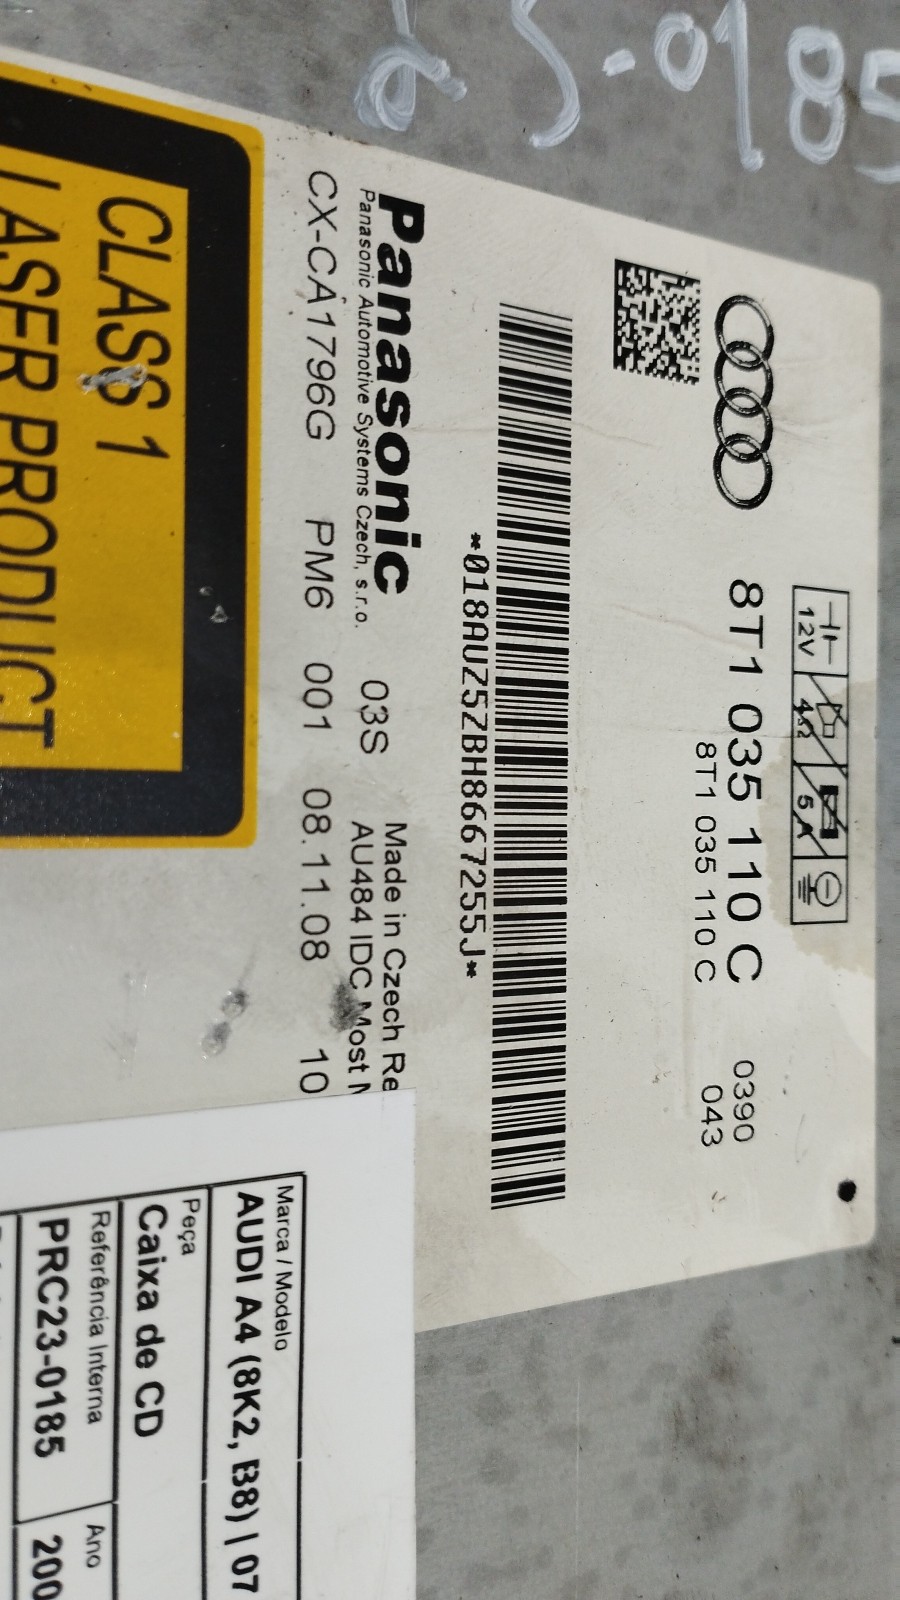 23-0185
12V 4Ω 5A
8T1 035 110 C 0390
8T1 035 110 C 043
*018AUZ5ZBH8667255J*
Panasonic Made in Czech
Panasonic Automotive Systems Czech, s.r.o. 03S AU484 IDC Most
CX-CA1796G PM6 001 08.11.08 10
CLASS 1
LASER PRODUCT
Marca / Modelo
AUDI A4 (8K2, B8) | 07
Peça
Caixa de CD
Referência Interna Ano
PRC23-0185 200